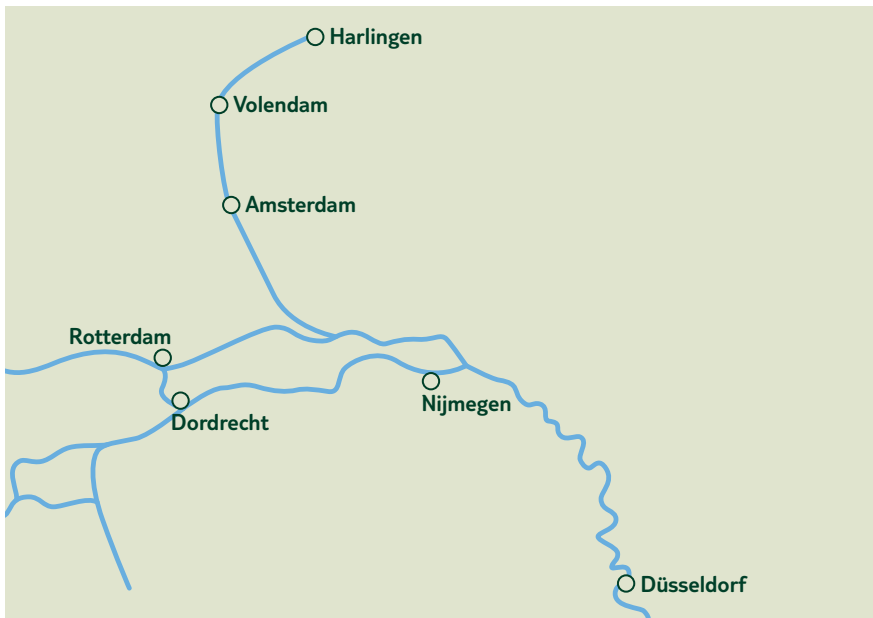 Harlingen
Volendam
Amsterdam
Rotterdam
Nijmegen
Dordrecht
Düsseldorf